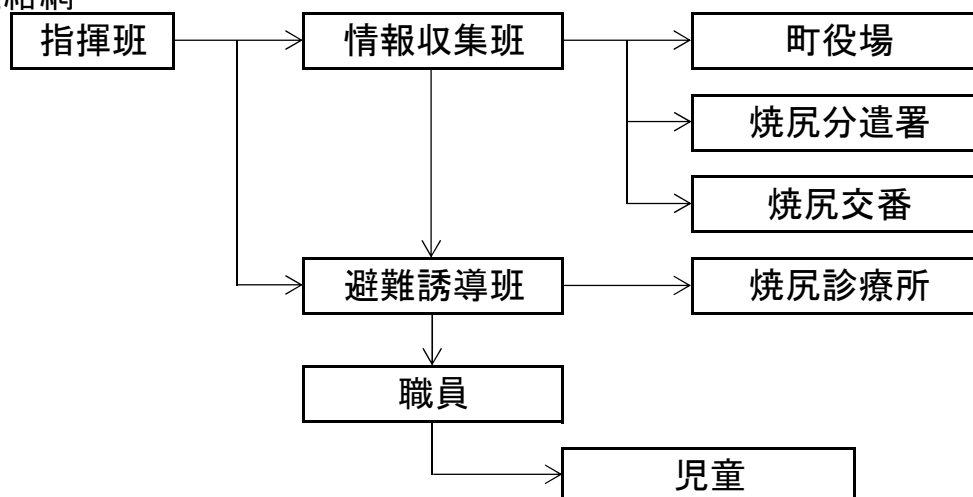 指揮班
情報収集班
町役場
焼尻分遣署
焼尻交番
避難誘導班
焼尻診療所
職員
児童